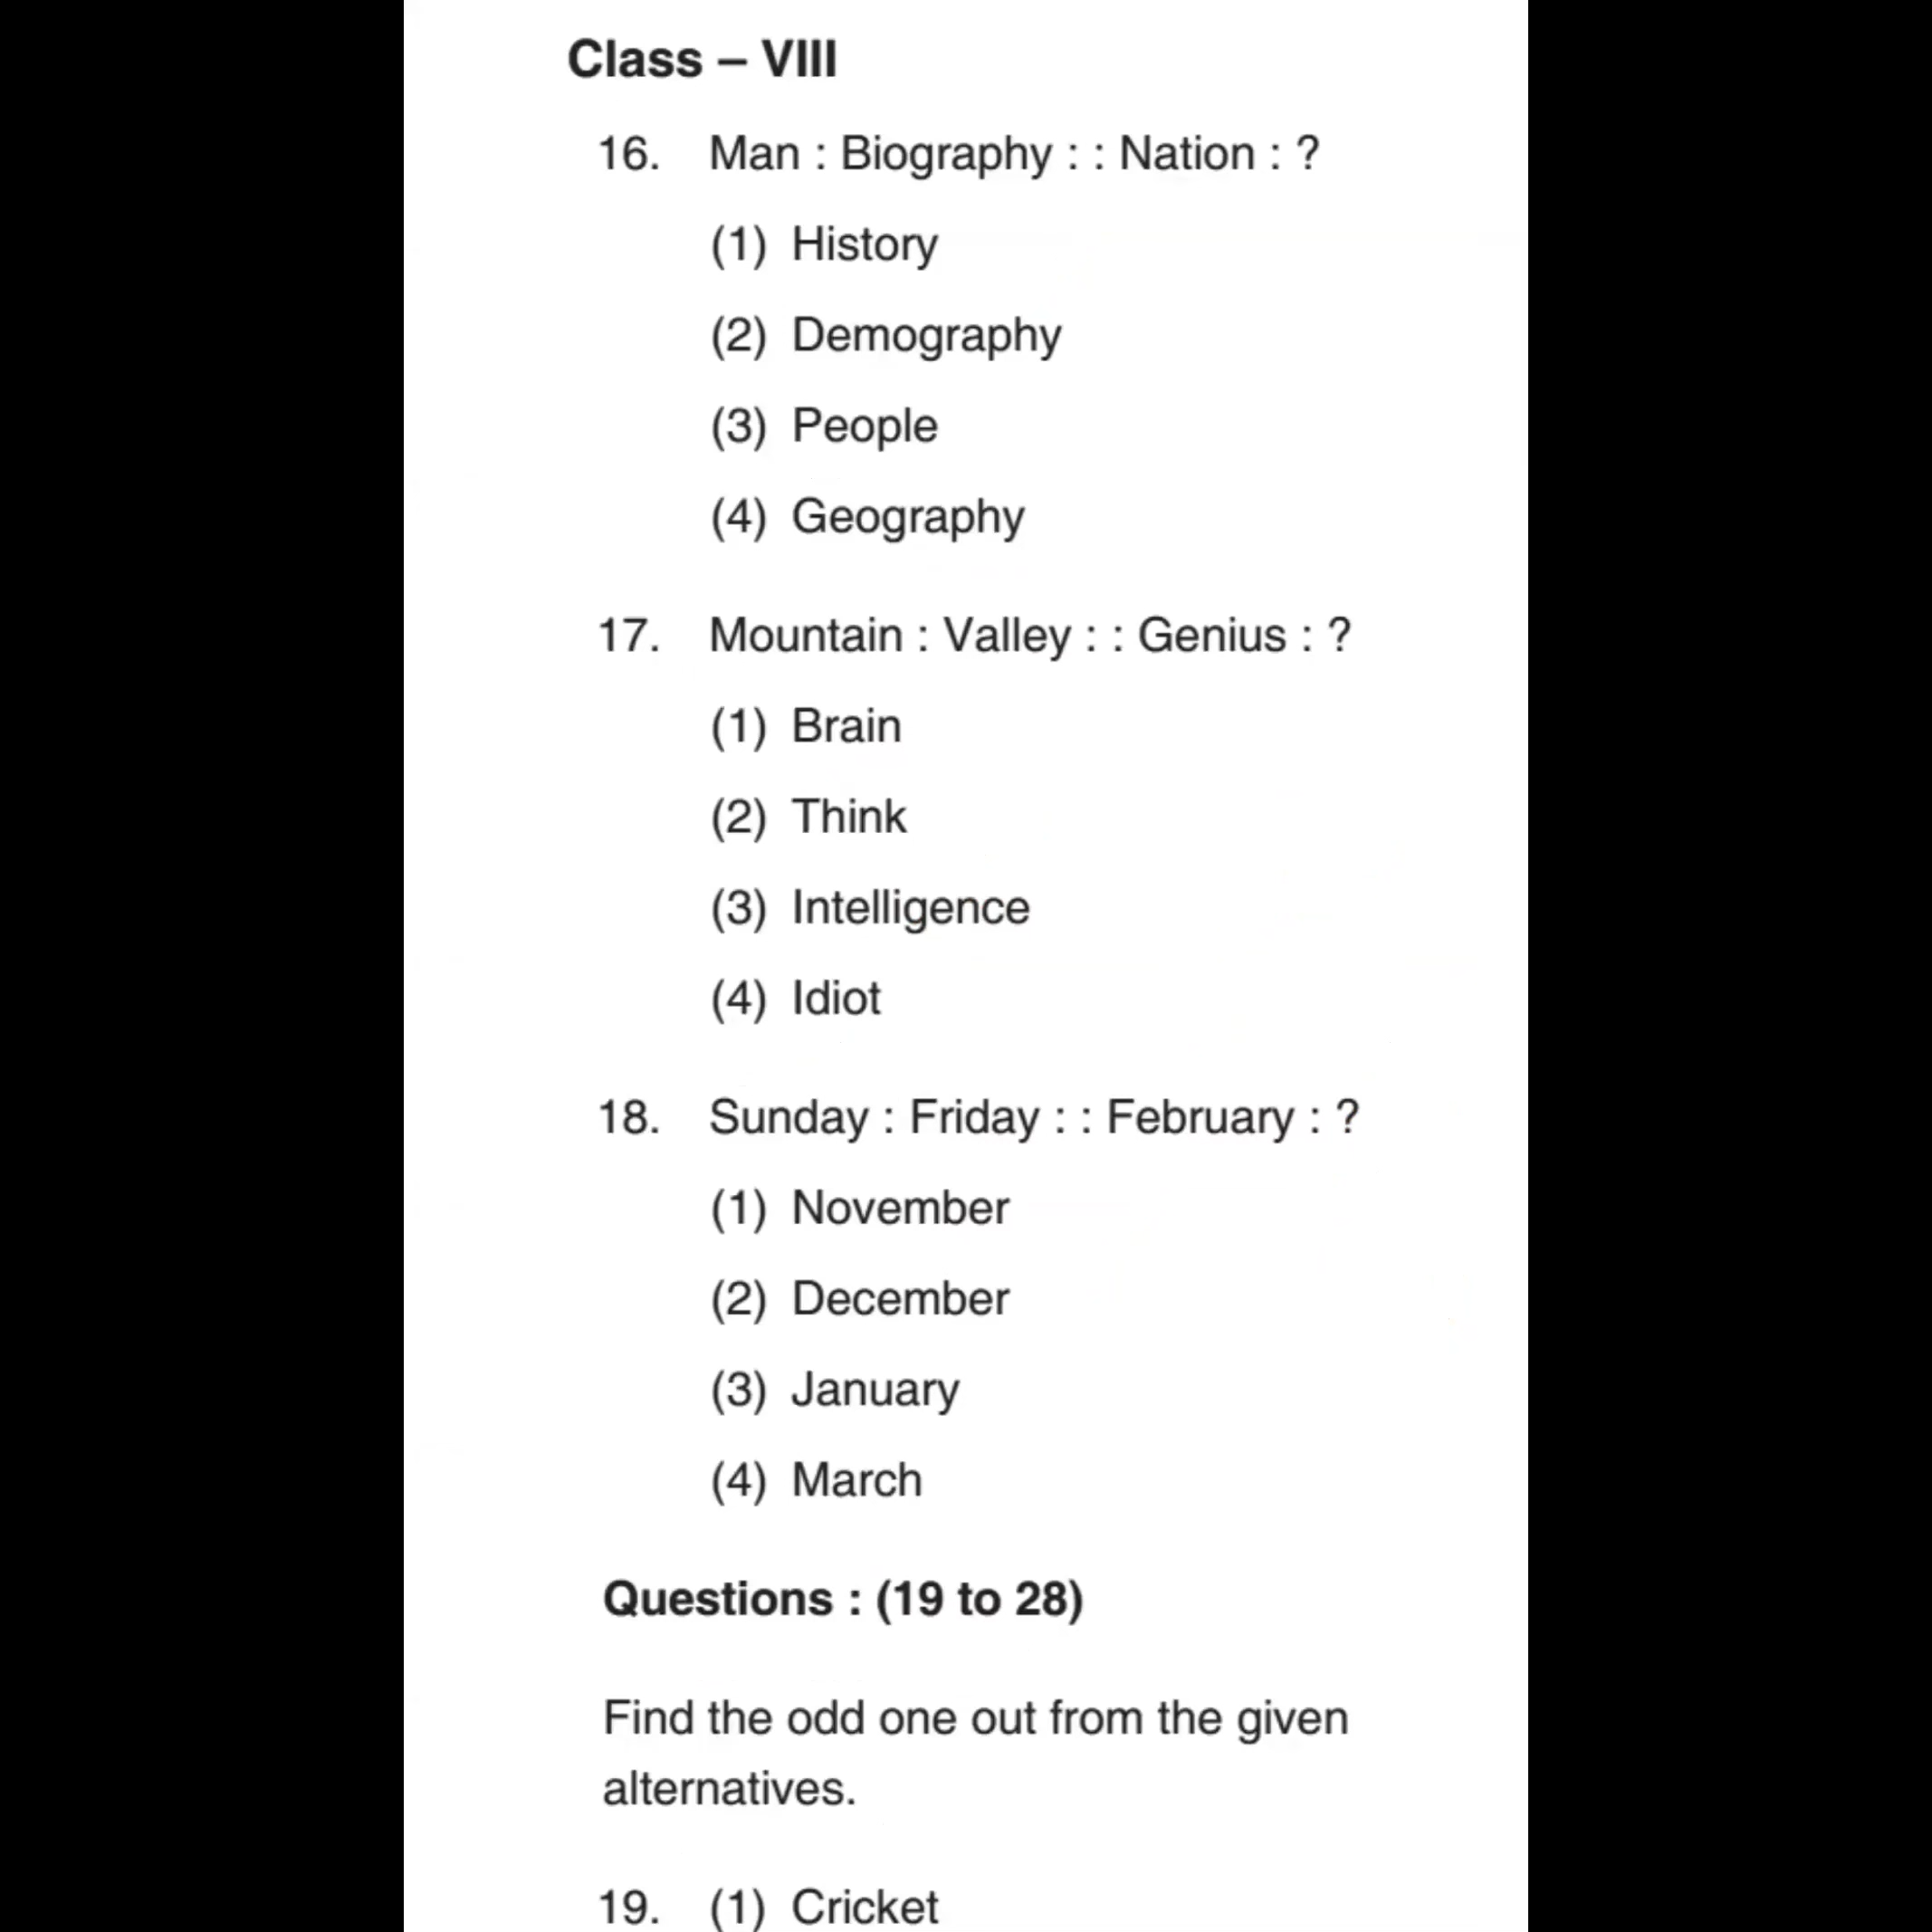 Class – VIII
16. Man : Biography : : Nation : ?
(1) History
(2) Demography
(3) People
(4) Geography
17. Mountain : Valley : : Genius : ?
(1) Brain
(2) Think
(3) Intelligence
(4) Idiot
18. Sunday : Friday : : February : ?
(1) November
(2) December
(3) January
(4) March
Questions : (19 to 28)
Find the odd one out from the given
alternatives.
19. (1) Cricket